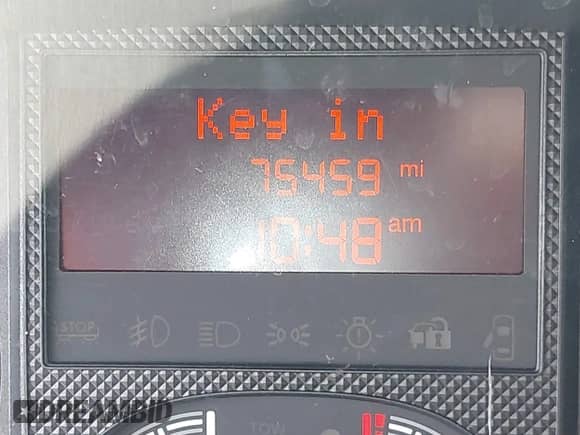 Key in
75459 mi
10:48 am
STOP
TOW
DREAMBID